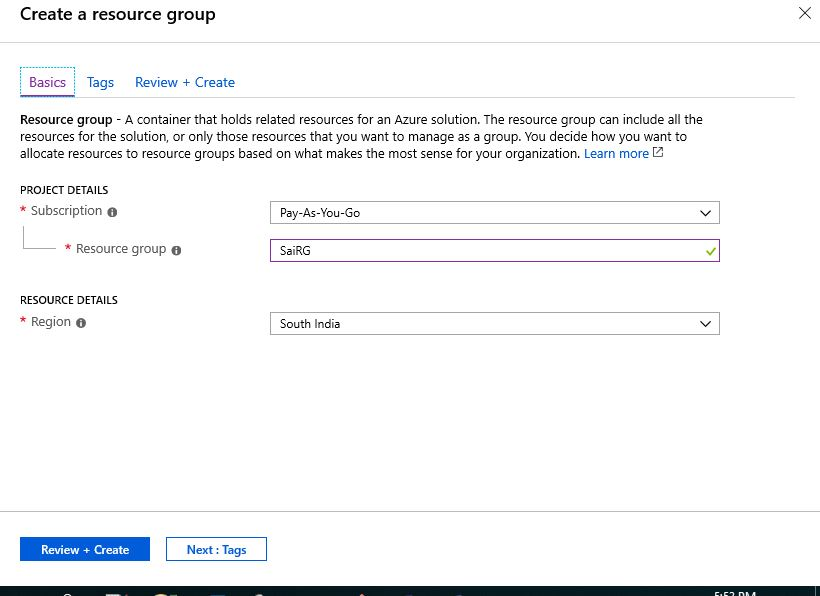 Create a resource group
Basics Tags Review + Create
Resource group - A container that holds related resources for an Azure solution. The resource group can include all the
resources for the solution, or only those resources that you want to manage as a group. You decide how you want to
allocate resources to resource groups based on what makes the most sense for your organization. Learn more
PROJECT DETAILS
* Subscription Pay-As-You-Go
* Resource group SaiRG
RESOURCE DETAILS
* Region South India
Review + Create Next : Tags
5:52 PM